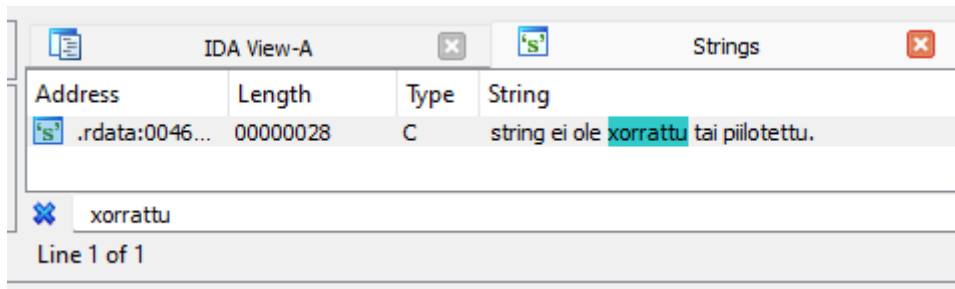 IDA View-A
Strings
Address Length Type String
's' .rdata:0046... 00000028 C string ei ole xorrattu tai piilotettu.
xorrattu
Line 1 of 1